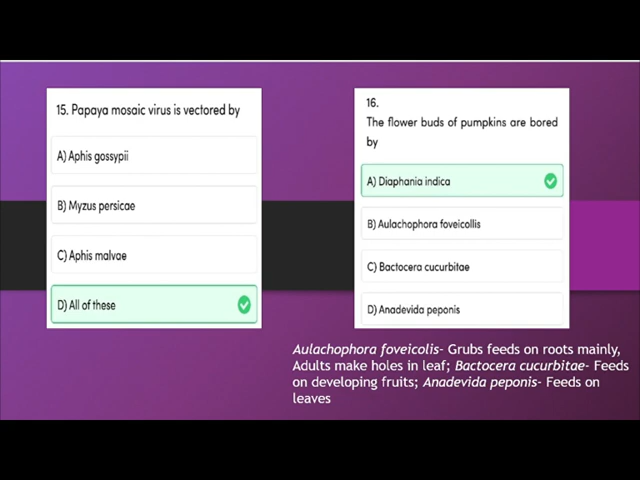 15. Papaya mosaic virus is vectored by
A) Aphis gossypii
B) Myzus persicae
C) Aphis malvae
D) All of these
16.
The flower buds of pumpkins are bored
by
A) Diaphania indica
B) Aulachophora foveicollis
C) Bactocera cucurbitae
D) Anadevida peponis
Aulachophora foveicolis- Grubs feeds on roots mainly,
Adults make holes in leaf; Bactocera cucurbitae- Feeds
on developing fruits; Anadevida peponis- Feeds on
leaves